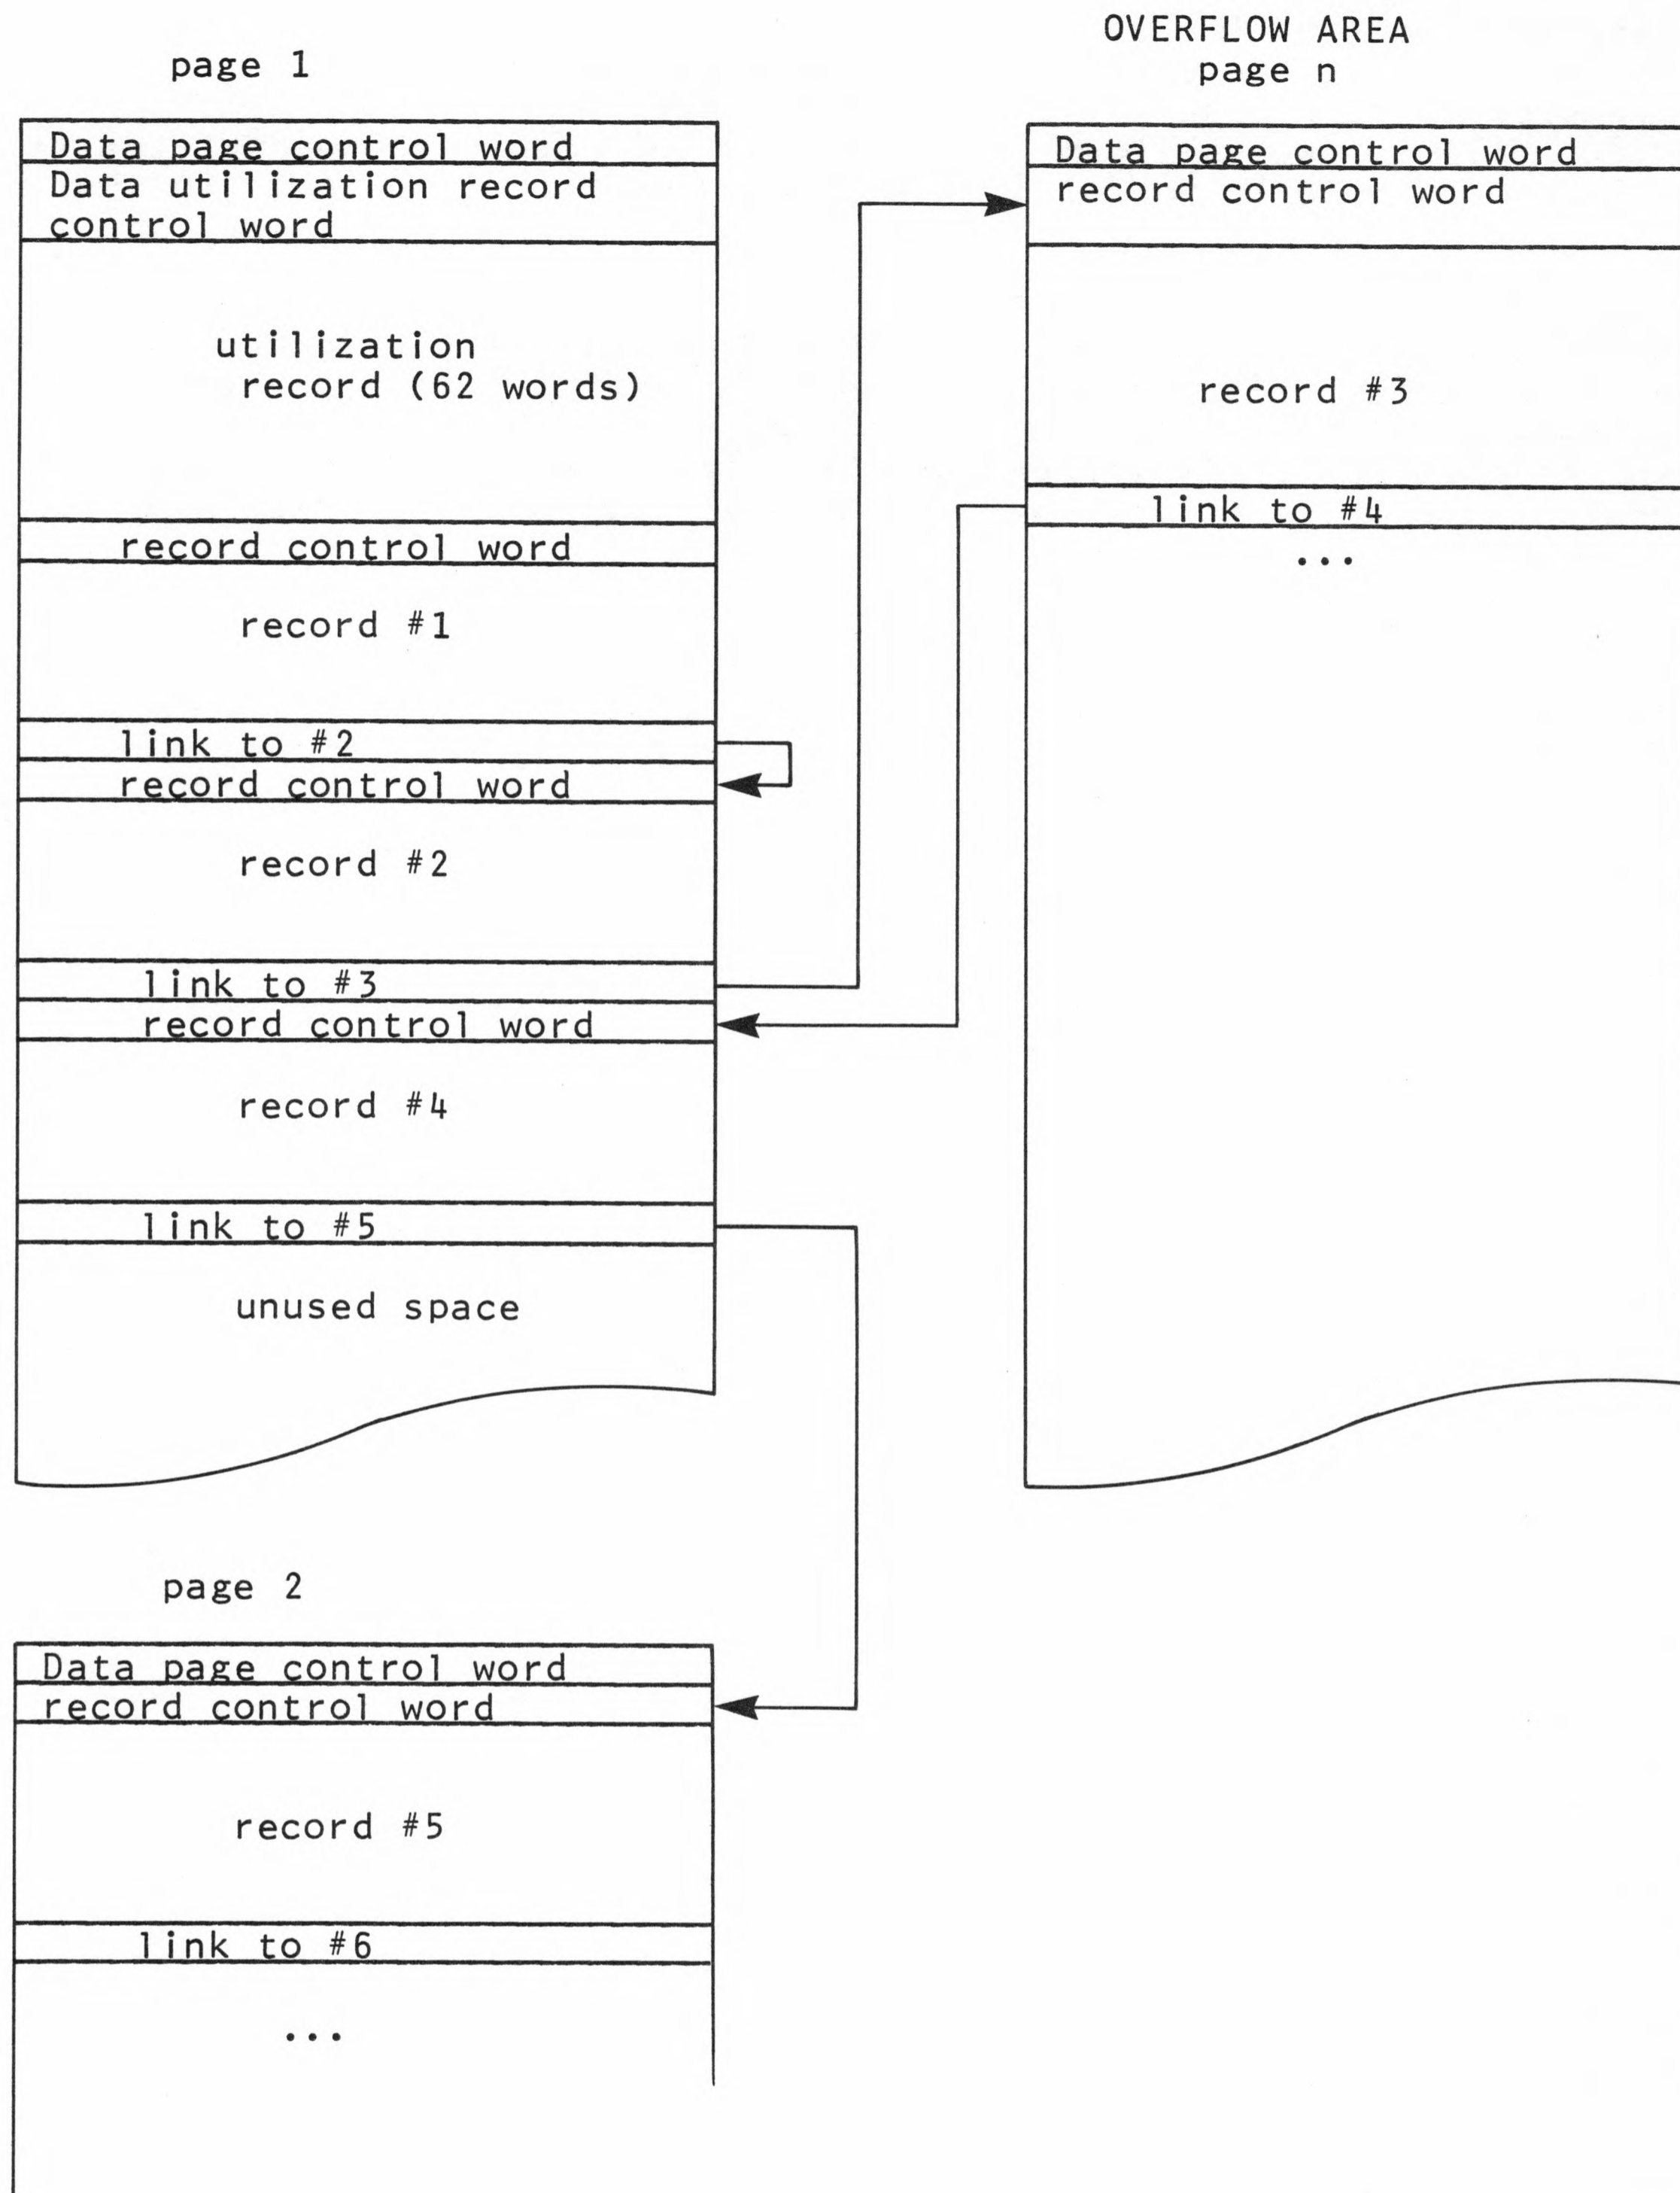 page 1
Data page control word
Data utilization record
control word
utilization
record (62 words)
record control word
record #1
link to #2
record control word
record #2
link to #3
record control word
record #4
link to #5
unused space
OVERFLOW AREA
page n
Data page control word
record control word
record #3
link to #4
...
page 2
Data page control word
record control word
record #5
link to #6
...